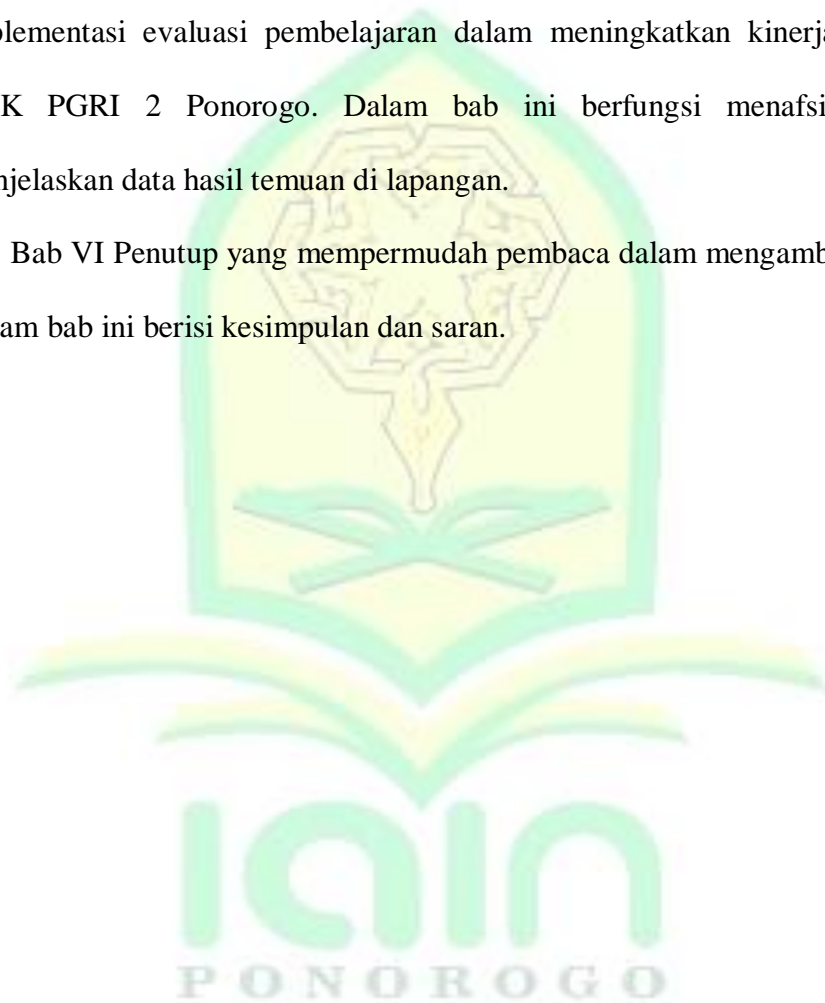 plementasi evaluasi pembelajaran dalam meningkatkan kinerja
K PGRI 2 Ponorogo. Dalam bab ini berfungsi menafsi
njelaskan data hasil temuan di lapangan.
Bab VI Penutup yang mempermudah pembaca dalam mengamb
am bab ini berisi kesimpulan dan saran.
iain
PONOROGO